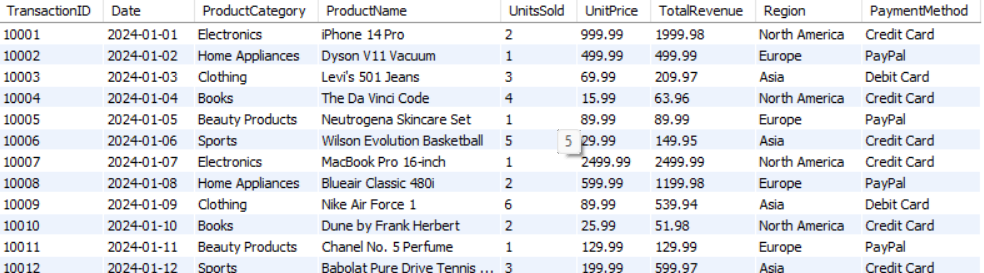 TransactionID Date ProductCategory ProductName UnitsSold UnitPrice TotalRevenue Region PaymentMethod
10001 2024-01-01 Electronics iPhone 14 Pro 2 999.99 1999.98 North America Credit Card
10002 2024-01-02 Home Appliances Dyson V11 Vacuum 1 499.99 499.99 Europe PayPal
10003 2024-01-03 Clothing Levi's 501 Jeans 3 69.99 209.97 Asia Debit Card
10004 2024-01-04 Books The Da Vinci Code 4 15.99 63.96 North America Credit Card
10005 2024-01-05 Beauty Products Neutrogena Skincare Set 1 89.99 89.99 Europe PayPal
10006 2024-01-06 Sports Wilson Evolution Basketball 5 5 29.99 149.95 Asia Credit Card
10007 2024-01-07 Electronics MacBook Pro 16-inch 1 2499.99 2499.99 North America Credit Card
10008 2024-01-08 Home Appliances Blueair Classic 480i 2 599.99 1199.98 Europe PayPal
10009 2024-01-09 Clothing Nike Air Force 1 6 89.99 539.94 Asia Debit Card
10010 2024-01-10 Books Dune by Frank Herbert 2 25.99 51.98 North America Credit Card
10011 2024-01-11 Beauty Products Chanel No. 5 Perfume 1 129.99 129.99 Europe PayPal
10012 2024-01-12 Sports Babolat Pure Drive Tennis ... 3 199.99 599.97 Asia Credit Card